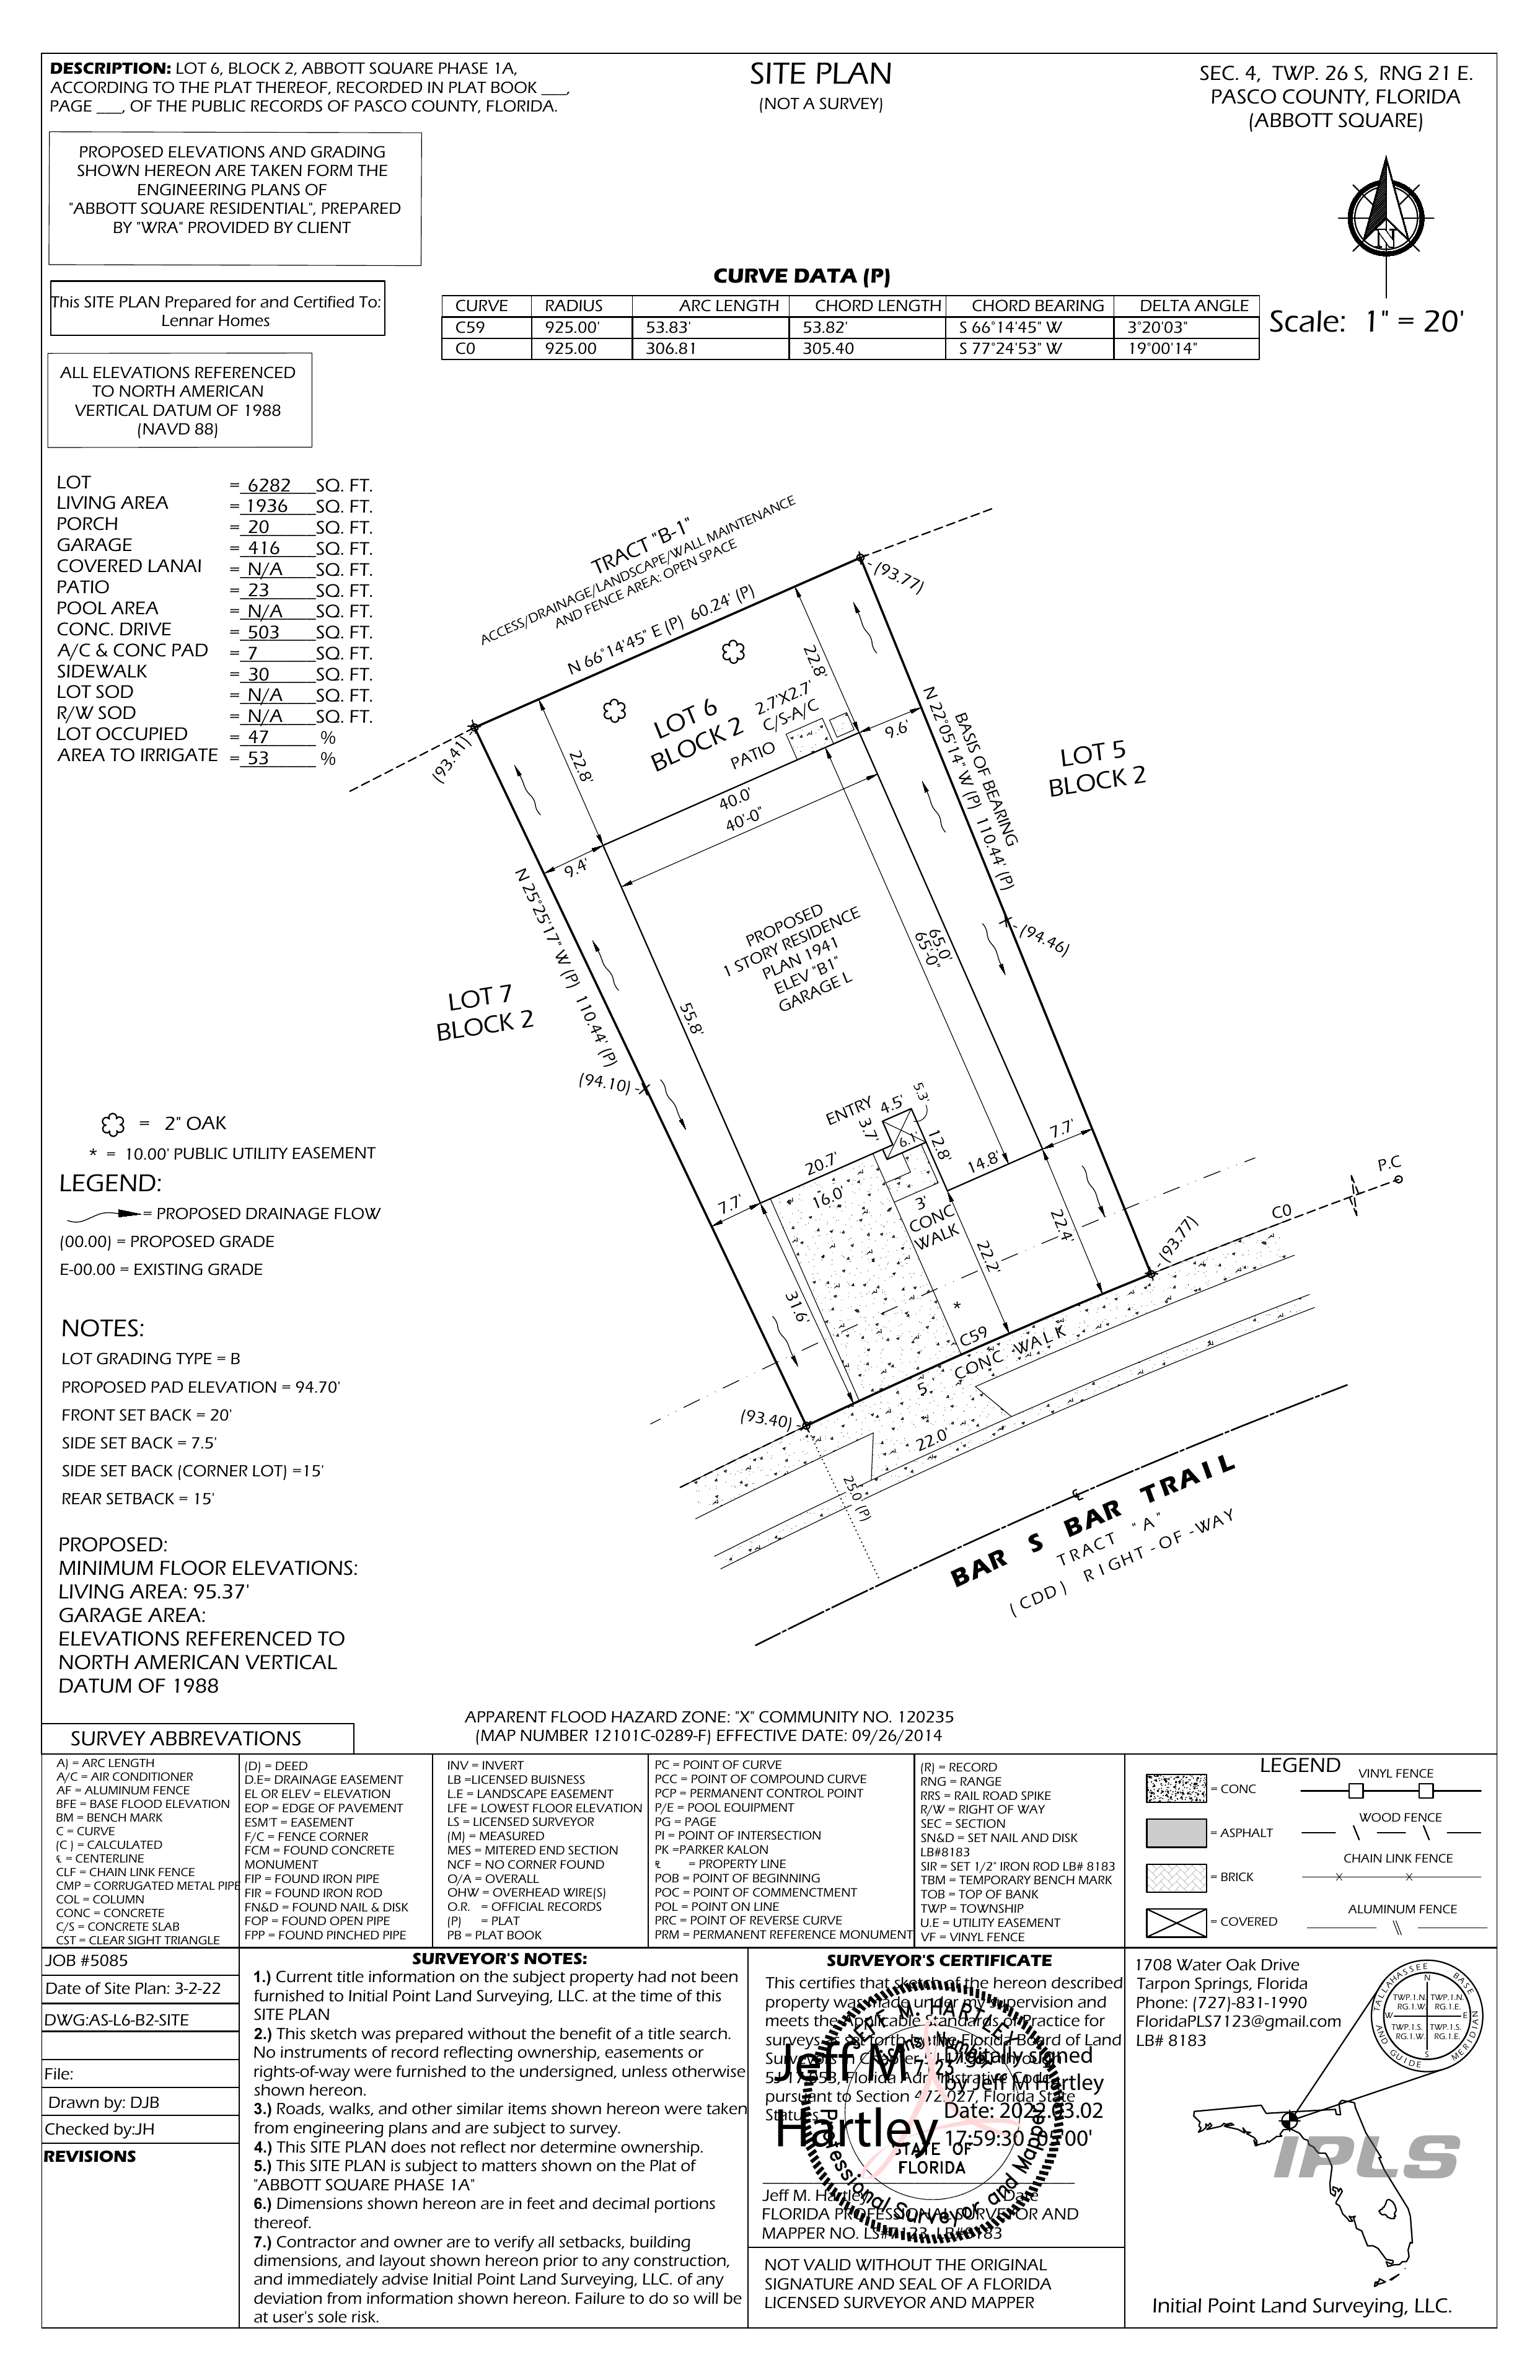 DESCRIPTION: LOT 6, BLOCK 2, ABBOTT SQUARE PHASE 1A,
ACCORDING TO THE PLAT THEREOF, RECORDED IN PLAT BOOK ___,
PAGE ___, OF THE PUBLIC RECORDS OF PASCO COUNTY, FLORIDA.
SITE PLAN
(NOT A SURVEY)
SEC. 4, TWP. 26 S, RNG 21 E.
PASCO COUNTY, FLORIDA
(ABBOTT SQUARE)
PROPOSED ELEVATIONS AND GRADING
SHOWN HEREON ARE TAKEN FORM THE
ENGINEERING PLANS OF
"ABBOTT SQUARE RESIDENTIAL", PREPARED
BY "WRA" PROVIDED BY CLIENT
N
This SITE PLAN Prepared for and Certified To:
Lennar Homes
CURVE DATA (P)
CURVE RADIUS ARC LENGTH CHORD LENGTH CHORD BEARING DELTA ANGLE
C59 925.00' 53.83' 53.82' S 66°14'45" W 3°20'03"
C0 925.00 306.81 305.40 S 77°24'53" W 19°00'14"
Scale: 1" = 20'
ALL ELEVATIONS REFERENCED
TO NORTH AMERICAN
VERTICAL DATUM OF 1988
(NAVD 88)
LOT = 6282 SQ. FT.
LIVING AREA = 1936 SQ. FT.
PORCH = 20 SQ. FT.
GARAGE = 416 SQ. FT.
COVERED LANAI = N/A SQ. FT.
PATIO = 23 SQ. FT.
POOL AREA = N/A SQ. FT.
CONC. DRIVE = 503 SQ. FT.
A/C & CONC PAD = 7 SQ. FT.
SIDEWALK = 30 SQ. FT.
LOT SOD = N/A SQ. FT.
R/W SOD = N/A SQ. FT.
LOT OCCUPIED = 47 %
AREA TO IRRIGATE = 53 %
TRACT "B-1"
ACCESS/DRAINAGE/LANDSCAPE/WALL MAINTENANCE
AND FENCE AREA: OPEN SPACE
N 66°14'45" E (P) 60.24' (P)
(93.77)
(93.41)
22.8'
22.8'
LOT 6
BLOCK 2
2.7'X2.7'
C/S-A/C
PATIO
9.6'
N 22°05'14" W (P) 110.44' (P)
BASIS OF BEARING
LOT 5
BLOCK 2
40.0'
40'-0"
9.4'
N 25°25'17" W (P) 110.44' (P)
PROPOSED
1 STORY RESIDENCE
PLAN 1941
ELEV "B1"
GARAGE L
65.0'
65'-0"
(94.46)
LOT 7
BLOCK 2
55.8'
(94.10)
ENTRY
4.5'
5.3'
3.7'
6.1'
12.8'
20.7'
16.0'
14.8'
7.7'
7.7'
3'
CONC
WALK
22.2'
22.4'
31.6'
*
C59
5' CONC WALK
22.0'
(93.77)
(93.40)
C0
P.C
25.0' (P)
BAR S BAR TRAIL
TRACT "A"
(CDD) RIGHT-OF-WAY
= 2" OAK
* = 10.00' PUBLIC UTILITY EASEMENT
LEGEND:
= PROPOSED DRAINAGE FLOW
(00.00) = PROPOSED GRADE
E-00.00 = EXISTING GRADE
NOTES:
LOT GRADING TYPE = B
PROPOSED PAD ELEVATION = 94.70'
FRONT SET BACK = 20'
SIDE SET BACK = 7.5'
SIDE SET BACK (CORNER LOT) =15'
REAR SETBACK = 15'
PROPOSED:
MINIMUM FLOOR ELEVATIONS:
LIVING AREA: 95.37'
GARAGE AREA:
ELEVATIONS REFERENCED TO
NORTH AMERICAN VERTICAL
DATUM OF 1988
APPARENT FLOOD HAZARD ZONE: "X" COMMUNITY NO. 120235
(MAP NUMBER 12101C-0289-F) EFFECTIVE DATE: 09/26/2014
SURVEY ABBREVATIONS
A) = ARC LENGTH
A/C = AIR CONDITIONER
AF = ALUMINUM FENCE
BFE = BASE FLOOD ELEVATION
BM = BENCH MARK
C = CURVE
(C ) = CALCULATED
℄ = CENTERLINE
CLF = CHAIN LINK FENCE
CMP = CORRUGATED METAL PIPE
COL = COLUMN
CONC = CONCRETE
C/S = CONCRETE SLAB
CST = CLEAR SIGHT TRIANGLE
(D) = DEED
D.E= DRAINAGE EASEMENT
EL OR ELEV = ELEVATION
EOP = EDGE OF PAVEMENT
ESM'T = EASEMENT
F/C = FENCE CORNER
FCM = FOUND CONCRETE
MONUMENT
FIP = FOUND IRON PIPE
FIR = FOUND IRON ROD
FN&D = FOUND NAIL & DISK
FOP = FOUND OPEN PIPE
FPP = FOUND PINCHED PIPE
INV = INVERT
LB =LICENSED BUISNESS
L.E = LANDSCAPE EASEMENT
LFE = LOWEST FLOOR ELEVATION
LS = LICENSED SURVEYOR
(M) = MEASURED
MES = MITERED END SECTION
NCF = NO CORNER FOUND
O/A = OVERALL
OHW = OVERHEAD WIRE(S)
O.R. = OFFICIAL RECORDS
(P) = PLAT
PB = PLAT BOOK
PC = POINT OF CURVE
PCC = POINT OF COMPOUND CURVE
PCP = PERMANENT CONTROL POINT
P/E = POOL EQUIPMENT
PG = PAGE
PI = POINT OF INTERSECTION
PK =PARKER KALON
℄ = PROPERTY LINE
POB = POINT OF BEGINNING
POC = POINT OF COMMENCTMENT
POL = POINT ON LINE
PRC = POINT OF REVERSE CURVE
PRM = PERMANENT REFERENCE MONUMENT
(R) = RECORD
RNG = RANGE
RRS = RAIL ROAD SPIKE
R/W = RIGHT OF WAY
SEC = SECTION
SN&D = SET NAIL AND DISK
LB#8183
SIR = SET 1/2" IRON ROD LB# 8183
TBM = TEMPORARY BENCH MARK
TOB = TOP OF BANK
TWP = TOWNSHIP
U.E = UTILITY EASEMENT
VF = VINYL FENCE
LEGEND
= CONC
= ASPHALT
= BRICK
= COVERED
VINYL FENCE
WOOD FENCE
CHAIN LINK FENCE
ALUMINUM FENCE
JOB #5085
Date of Site Plan: 3-2-22
DWG:AS-L6-B2-SITE
File:
Drawn by: DJB
Checked by:JH
REVISIONS
SURVEYOR'S NOTES:
1.) Current title information on the subject property had not been
furnished to Initial Point Land Surveying, LLC. at the time of this
SITE PLAN
2.) This sketch was prepared without the benefit of a title search.
No instruments of record reflecting ownership, easements or
rights-of-way were furnished to the undersigned, unless otherwise
shown hereon.
3.) Roads, walks, and other similar items shown hereon were taken
from engineering plans and are subject to survey.
4.) This SITE PLAN does not reflect nor determine ownership.
5.) This SITE PLAN is subject to matters shown on the Plat of
"ABBOTT SQUARE PHASE 1A"
6.) Dimensions shown hereon are in feet and decimal portions
thereof.
7.) Contractor and owner are to verify all setbacks, building
dimensions, and layout shown hereon prior to any construction,
and immediately advise Initial Point Land Surveying, LLC. of any
deviation from information shown hereon. Failure to do so will be
at user's sole risk.
SURVEYOR'S CERTIFICATE
This certifies that sketch of the hereon described
property was made under my supervision and
meets the Applicable Standards of Practice for
surveys as set forth by the Florida Board of Land
Surveyors in Chapter
5J-17.053, Florida Administrative Code,
pursuant to Section 472.027, Florida State
Statues.
Jeff M
Hartley
Digitally signed
by Jeff M Hartley
Date: 2022.03.02
17:59:30 -05'00'
JEFF M. HARTLEY
7123
STATE OF
FLORIDA
Professional Surveyor and Mapper
Jeff M. Hartley Date
FLORIDA PROFESSIONAL SURVEYOR AND
MAPPER NO. LS#7123, LB#8183
NOT VALID WITHOUT THE ORIGINAL
SIGNATURE AND SEAL OF A FLORIDA
LICENSED SURVEYOR AND MAPPER
1708 Water Oak Drive
Tarpon Springs, Florida
Phone: (727)-831-1990
FloridaPLS7123@gmail.com
LB# 8183
TALLAHASSEE BASE
AND GUIDE MERIDIAN
N
W E
S
TWP.1.N. TWP.1.N.
RG.1.W. RG.1.E.
TWP.1.S. TWP.1.S.
RG.1.W. RG.1.E.
IPLS
Initial Point Land Surveying, LLC.